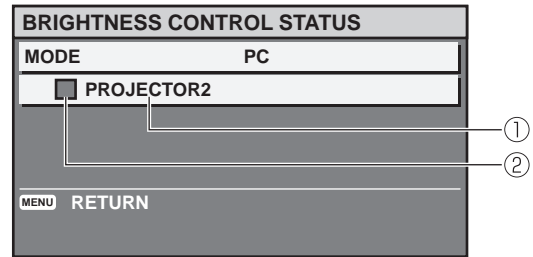 BRIGHTNESS CONTROL STATUS
MODE PC
PROJECTOR2
①
②
MENU RETURN